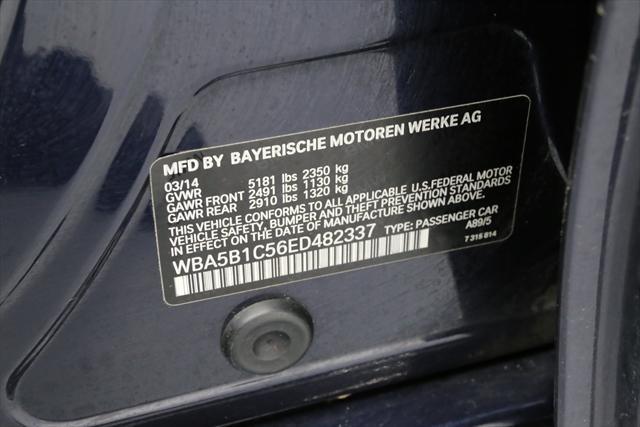 MFD BY BAYERISCHE MOTOREN WERKE AG
03/14 5181 lbs 2350 kg
GVWR 2491 lbs 1130 kg
GAWR FRONT 2910 lbs 1320 kg
GAWR REAR
THIS VEHICLE CONFORMS TO ALL APPLICABLE U.S.FEDERAL MOTOR
VEHICLE SAFETY, BUMPER AND THEFT PREVENTION STANDARDS
IN EFFECT ON THE DATE OF MANUFACTURE SHOWN ABOVE.
WBA5B1C56ED482337 TYPE: PASSENGER CAR
A89/5
7 315 814